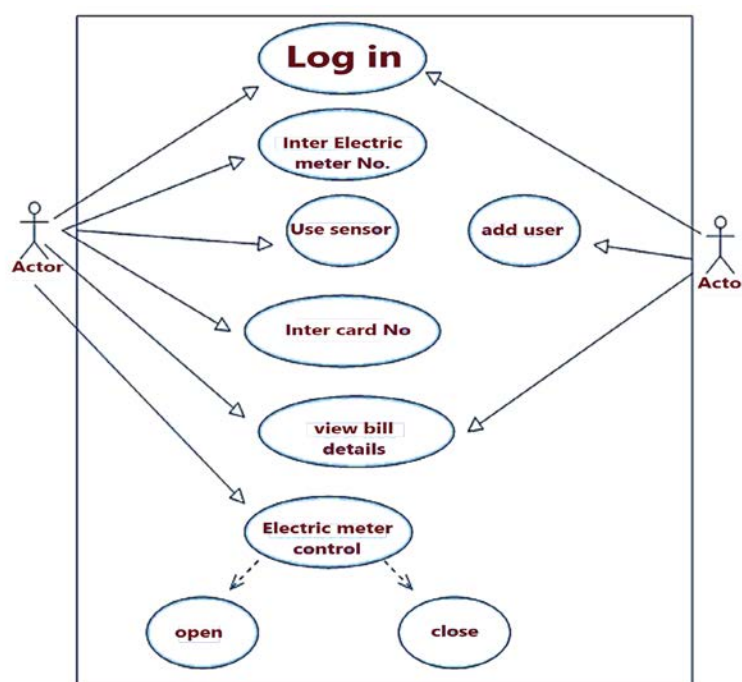 Log in
Inter Electric
meter No.
Use sensor
add user
Actor
Acto
Inter card No
view bill
details
Electric meter
control
open
close